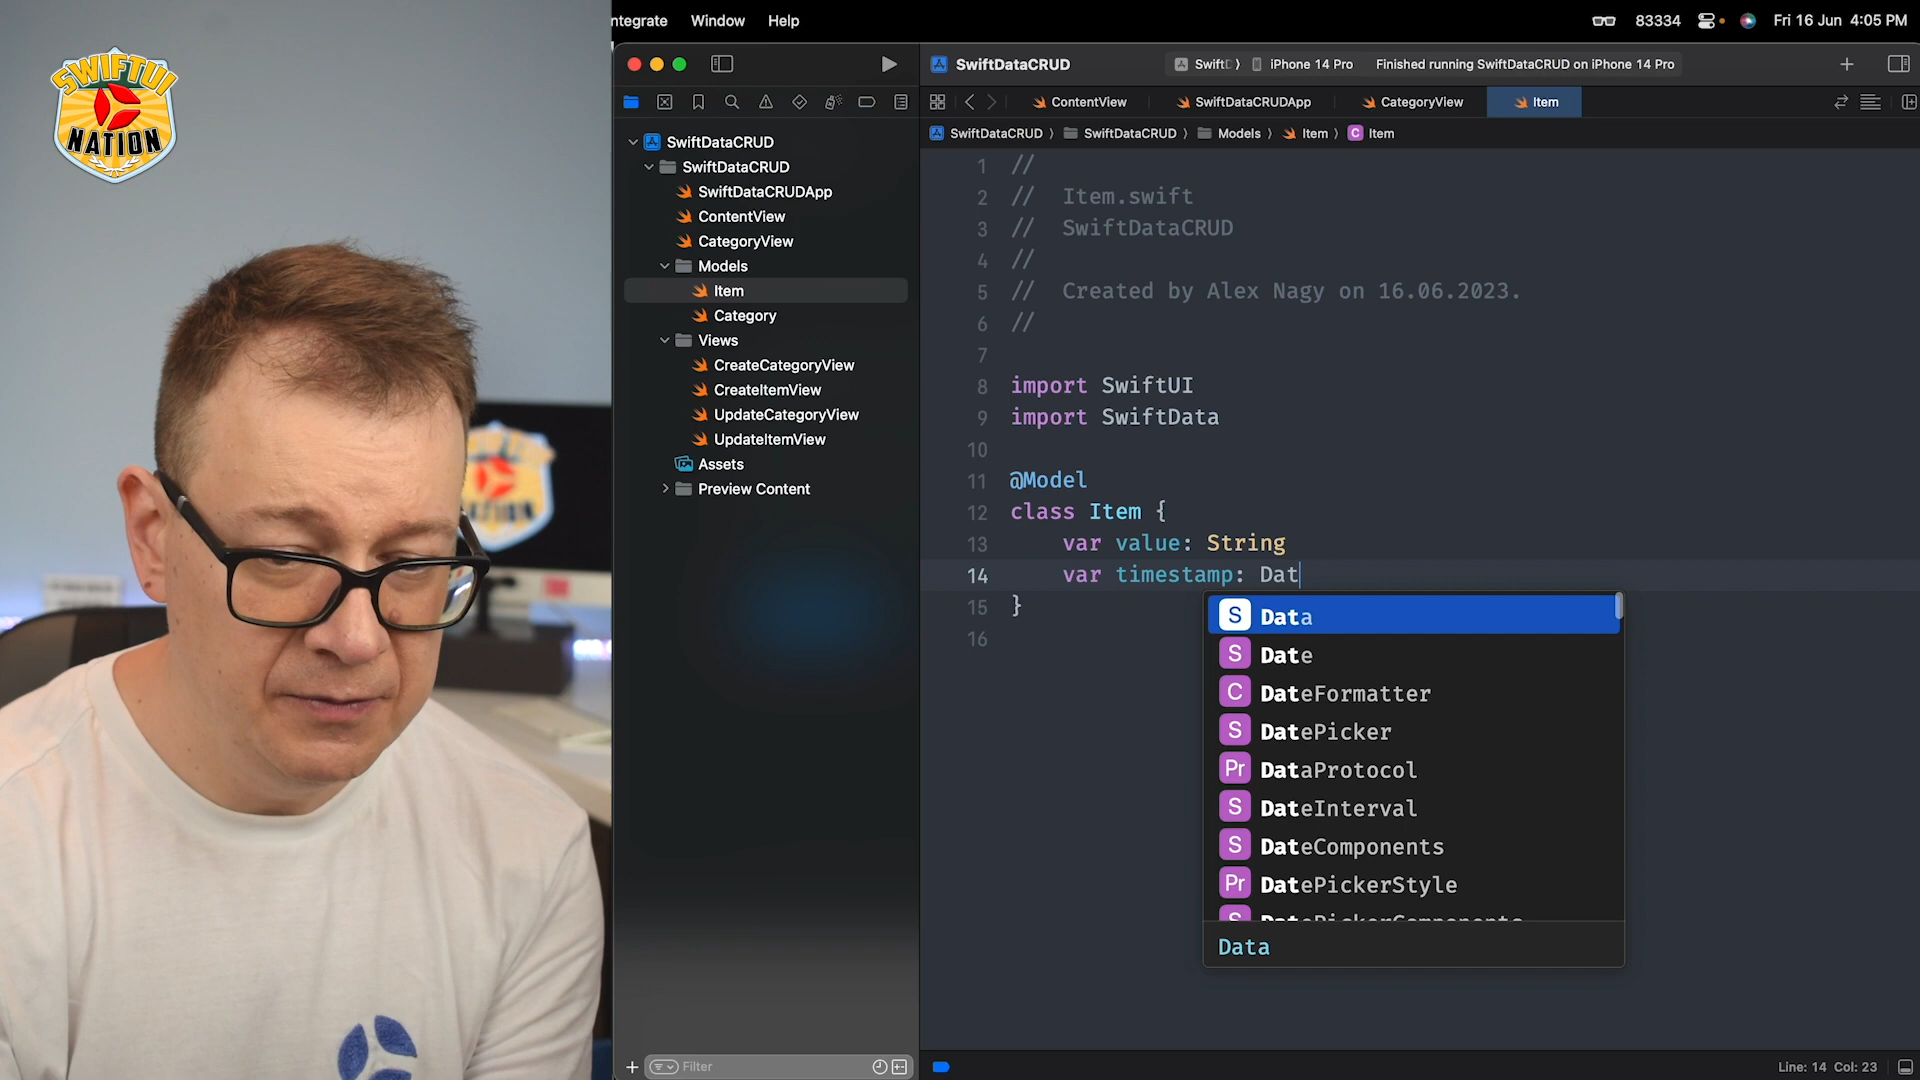 SWIFTUI
NATION
ntegrate Window Help
83334 Fri 16 Jun 4:05 PM
SwiftDataCRUD
SwiftD iPhone 14 Pro Finished running SwiftDataCRUD on iPhone 14 Pro
ContentView SwiftDataCRUDApp CategoryView Item
SwiftDataCRUD SwiftDataCRUD Models Item C Item
SwiftDataCRUD
SwiftDataCRUD
SwiftDataCRUDApp
ContentView
CategoryView
Models
Item
Category
Views
CreateCategoryView
CreateItemView
UpdateCategoryView
UpdateItemView
Assets
Preview Content
Filter
1 //
2 // Item.swift
3 // SwiftDataCRUD
4 //
5 // Created by Alex Nagy on 16.06.2023.
6 //
7
8 import SwiftUI
9 import SwiftData
10
11 @Model
12 class Item {
13 var value: String
14 var timestamp: Dat
15 }
16
S Data
S Date
C DateFormatter
S DatePicker
Pr DataProtocol
S DateInterval
S DateComponents
Pr DatePickerStyle
S DatePickerComponents
Data
Line: 14 Col: 23